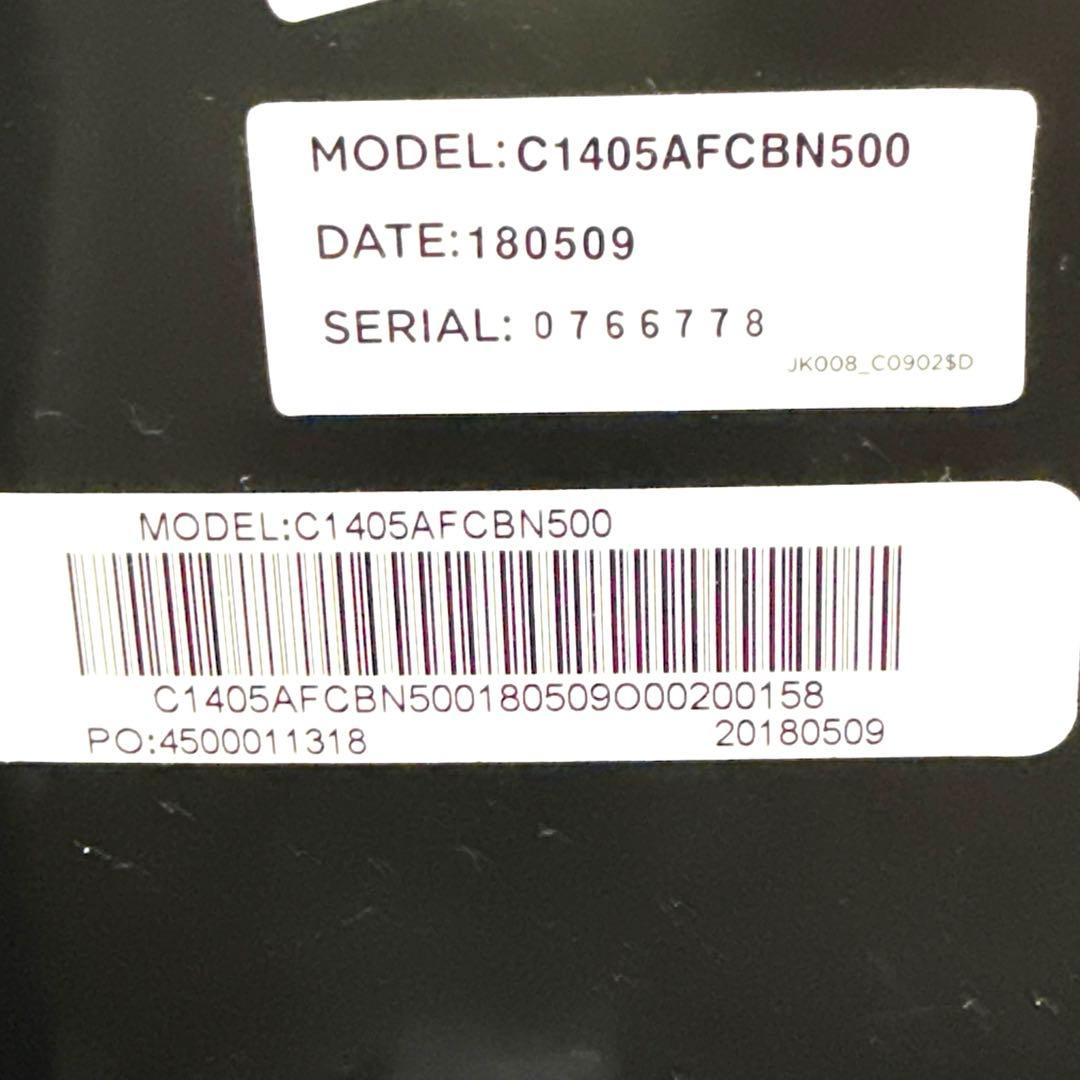 MODEL:C1405AFCBN500
DATE:180509
SERIAL: 0766778
JK008_C0902$D
MODEL:C1405AFCBN500
C1405AFCBN500180509O00200158
PO:4500011318
20180509